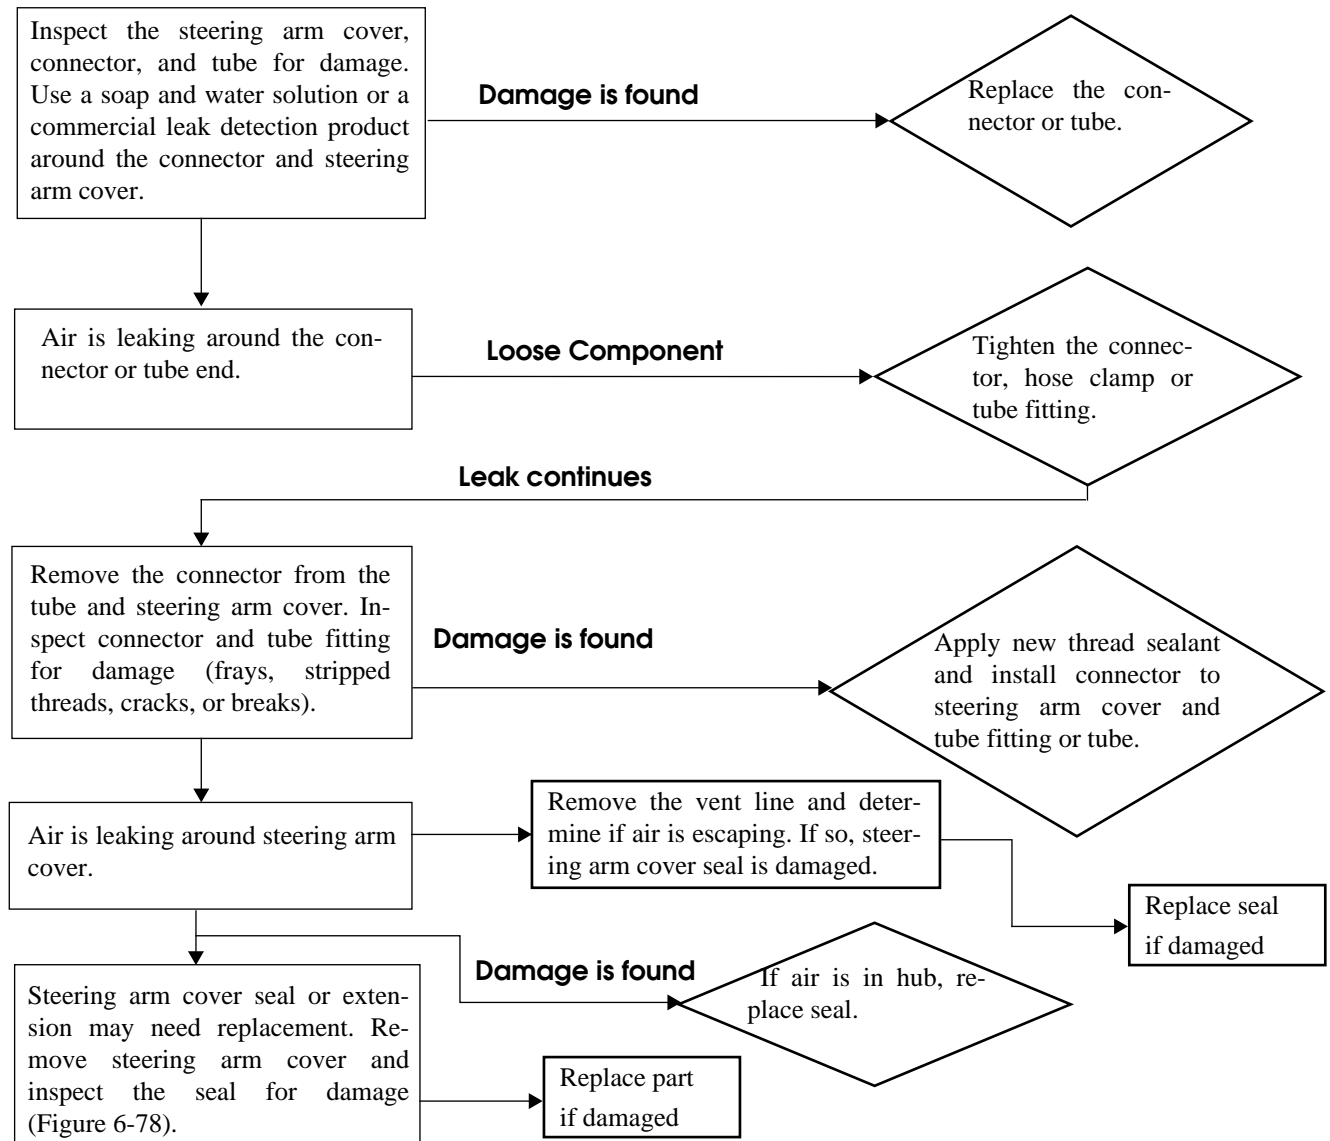 Inspect the steering arm cover,
connector, and tube for damage.
Use a soap and water solution or a
commercial leak detection product
around the connector and steering
arm cover.
Damage is found
Replace the con-
nector or tube.
Air is leaking around the con-
nector or tube end.
Loose Component
Tighten the connec-
tor, hose clamp or
tube fitting.
Leak continues
Remove the connector from the
tube and steering arm cover. In-
spect connector and tube fitting
for damage (frays, stripped
threads, cracks, or breaks).
Damage is found
Apply new thread sealant
and install connector to
steering arm cover and
tube fitting or tube.
Air is leaking around steering arm
cover.
Remove the vent line and deter-
mine if air is escaping. If so, steer-
ing arm cover seal is damaged.
Replace seal
if damaged
Damage is found
If air is in hub, re-
place seal.
Steering arm cover seal or exten-
sion may need replacement. Re-
move steering arm cover and
inspect the seal for damage
(Figure 6-78).
Replace part
if damaged